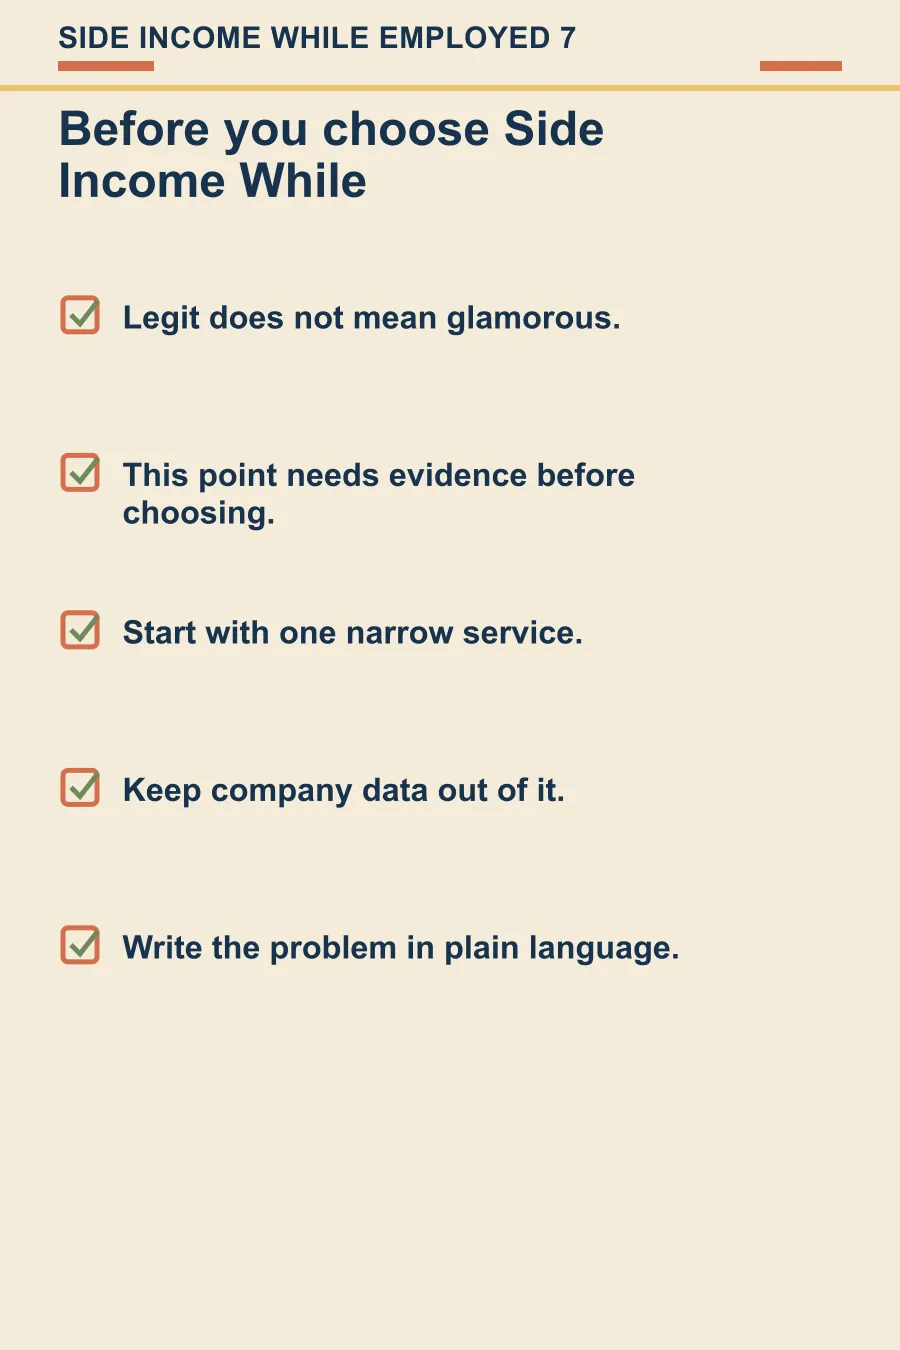 SIDE INCOME WHILE EMPLOYED 7
Before you choose Side
Income While
Legit does not mean glamorous.
This point needs evidence before
choosing.
Start with one narrow service.
Keep company data out of it.
Write the problem in plain language.